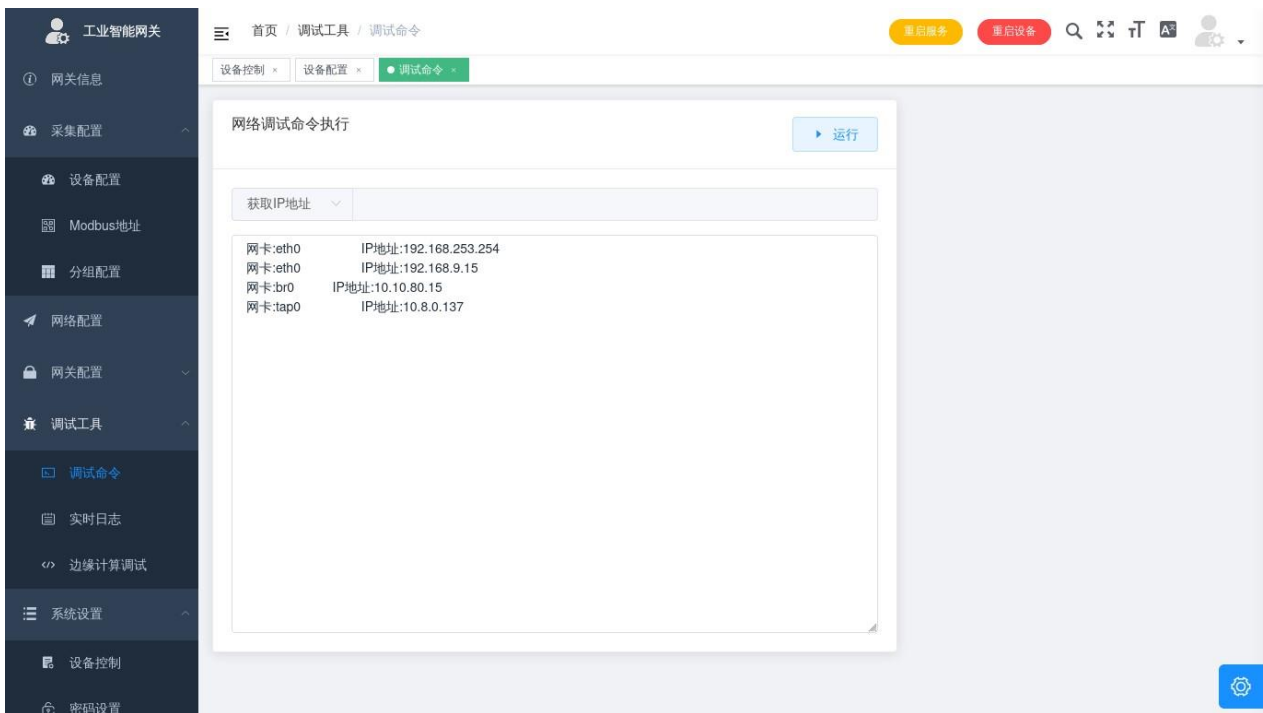 工业智能网关
首页 / 调试工具 / 调试命令
重启服务
重启设备
设备控制 ×
设备配置 ×
调试命令 ×
网关信息
采集配置
设备配置
Modbus地址
分组配置
网络配置
网关配置
调试工具
调试命令
实时日志
边缘计算调试
系统设置
设备控制
密码设置
网络调试命令执行
运行
获取IP地址
网卡:eth0 IP地址:192.168.253.254
网卡:eth0 IP地址:192.168.9.15
网卡:br0 IP地址:10.10.80.15
网卡:tap0 IP地址:10.8.0.137